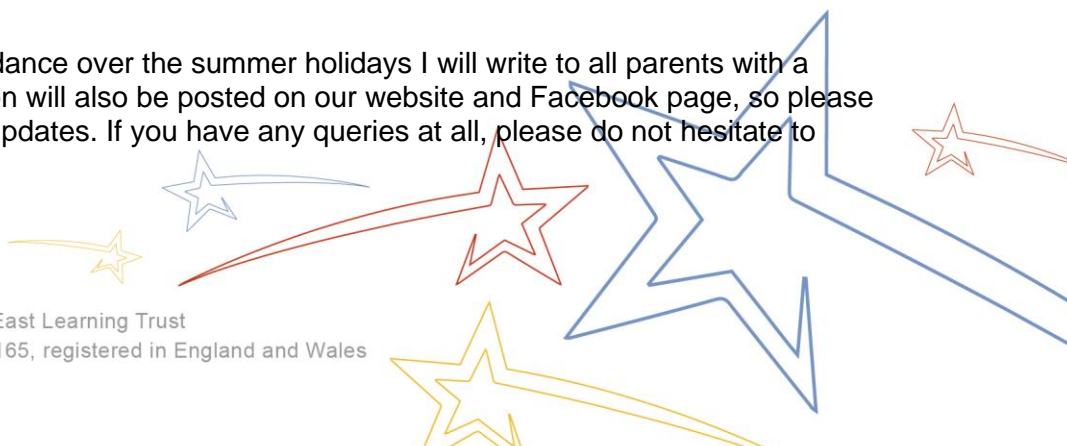 dance over the summer holidays I will write to all parents with a
on will also be posted on our website and Facebook page, so please
updates. If you have any queries at all, please do not hesitate to
East Learning Trust
165, registered in England and Wales